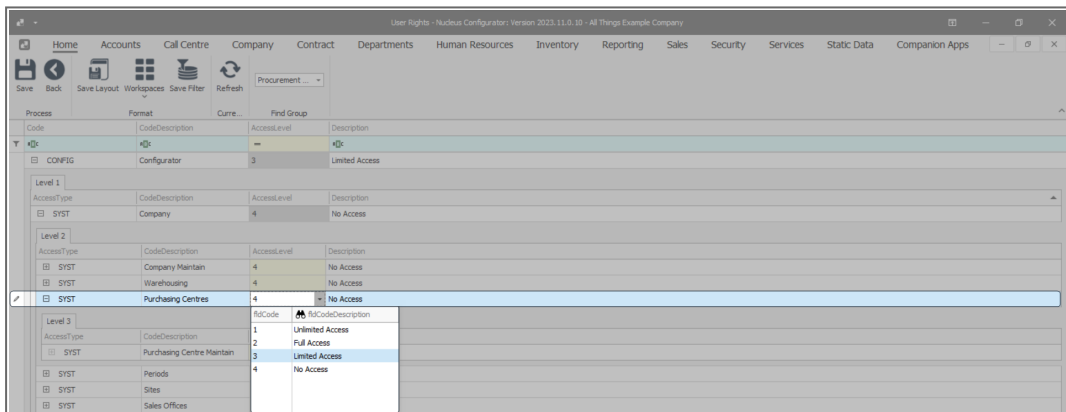 User Rights - Nucleus Configurator: Version 2023.11.0.10 - All Things Example Company
Home Accounts Call Centre Company Contract Departments Human Resources Inventory Reporting Sales Security Services Static Data Companion Apps
Procurement ...
Save Back Save Layout Workspaces Save Filter Refresh
Process Format Curre... Find Group
Code CodeDescription AccessLevel Description
CONFIG Configurator 3 Limited Access
Level 1
AccessType CodeDescription AccessLevel Description
SYST Company 4 No Access
Level 2
AccessType CodeDescription AccessLevel Description
SYST Company Maintain 4 No Access
SYST Warehousing 4 No Access
SYST Purchasing Centres 4 No Access
fldCode fldCodeDescription
Level 3
1 Unlimited Access
AccessType CodeDescription
2 Full Access
SYST Purchasing Centre Maintain
3 Limited Access
4 No Access
SYST Periods
SYST Sites
SYST Sales Offices